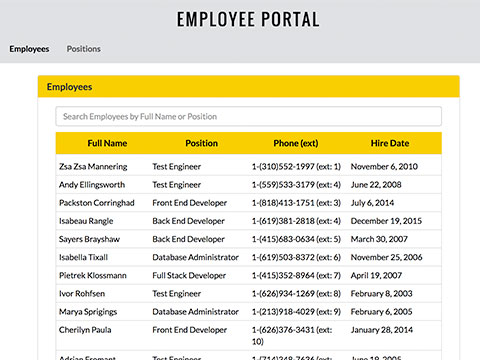 EMPLOYEE PORTAL
Employees Positions
Employees
Search Employees by Full Name or Position
Full Name Position Phone (ext) Hire Date
Zsa Zsa Mannering Test Engineer 1-(310)552-1997 (ext: 1) November 6, 2010
Andy Ellingsworth Test Engineer 1-(559)533-3179 (ext: 4) June 22, 2008
Packston Corringhad Front End Developer 1-(818)413-1751 (ext: 3) July 6, 2014
Isabeau Rangle Back End Developer 1-(619)381-2818 (ext: 4) December 19, 2015
Sayers Brayshaw Back End Developer 1-(415)683-0634 (ext: 5) March 30, 2007
Isabella Tixall Database Administrator 1-(619)503-8372 (ext: 6) November 25, 2006
Pietrek Klossmann Full Stack Developer 1-(415)352-8964 (ext: 7) April 19, 2007
Ivor Rohfsen Test Engineer 1-(626)934-1269 (ext: 8) February 8, 2003
Marya Sprigings Database Administrator 1-(213)918-4029 (ext: 9) February 6, 2005
Cherilyn Paula Front End Developer 1-(626)376-3431 (ext: January 28, 2014
10)
Adrian Fromant Test Engineer (ext: